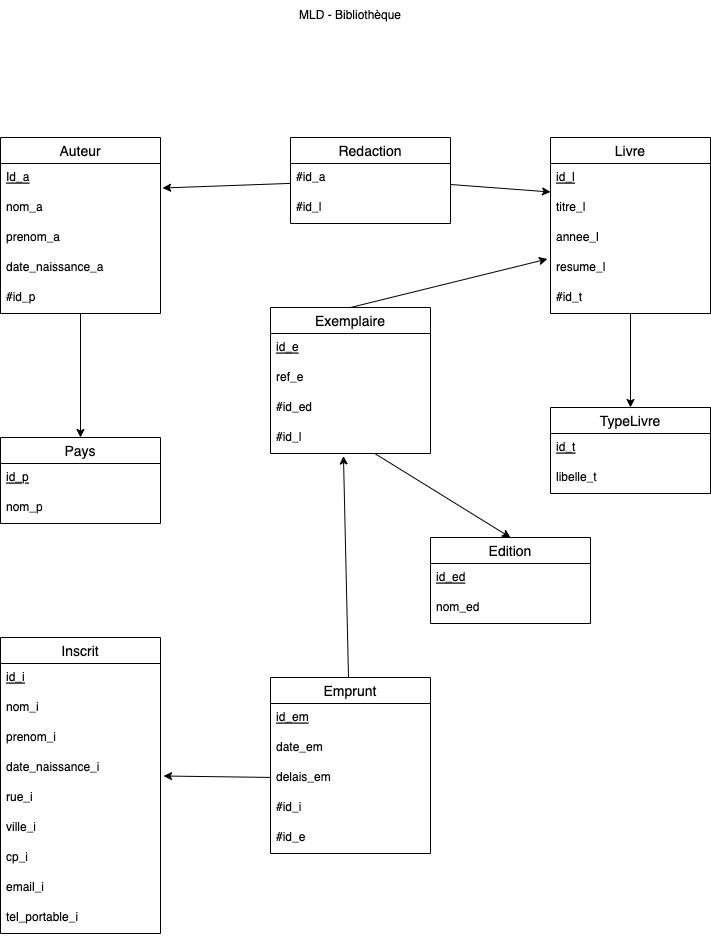 MLD - Bibliothèque
Auteur
Id_a
nom_a
prenom_a
date_naissance_a
#id_p
Redaction
#id_a
#id_l
Livre
id_l
titre_l
annee_l
resume_l
#id_t
Exemplaire
id_e
ref_e
#id_ed
#id_l
TypeLivre
id_t
libelle_t
Pays
id_p
nom_p
Edition
id_ed
nom_ed
Inscrit
id_i
nom_i
prenom_i
date_naissance_i
rue_i
ville_i
cp_i
email_i
tel_portable_i
Emprunt
id_em
date_em
delais_em
#id_i
#id_e